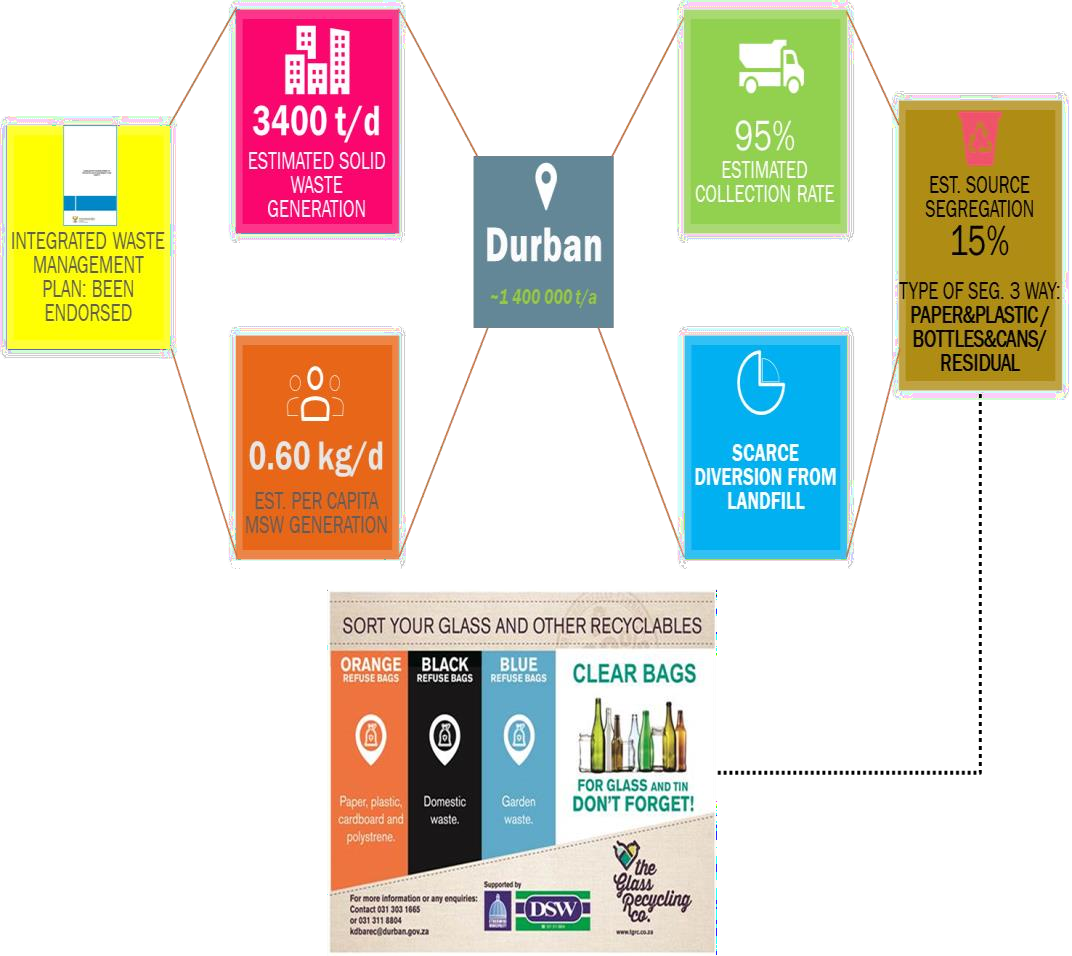 3400 t/d
ESTIMATED SOLID
WASTE
GENERATION
95%
ESTIMATED
COLLECTION RATE
INTEGRATED WASTE
MANAGEMENT
PLAN: BEEN
ENDORSED
Durban
~1 400 000 t/a
EST. SOURCE
SEGREGATION
15%
TYPE OF SEG. 3 WAY:
PAPER&PLASTIC/
BOTTLES&CANS/
RESIDUAL
0.60 kg/d
EST. PER CAPITA
MSW GENERATION
SCARCE
DIVERSION FROM
LANDFILL
SORT YOUR GLASS AND OTHER RECYCLABLES
ORANGE
REFUSE BAGS
Paper, plastic,
cardboard and
polystrene.
BLACK
REFUSE BAGS
Domestic
waste.
BLUE
REFUSE BAGS
Garden
waste.
CLEAR BAGS
FOR GLASS AND TIN
DON'T FORGET!
For more information or any enquiries:
Contact 031 303 1665
or 031 311 8804
kdbarec@durban.gov.za
Supported by
DSW
the
Glass
Recycling
co.
www.tgrc.co.za